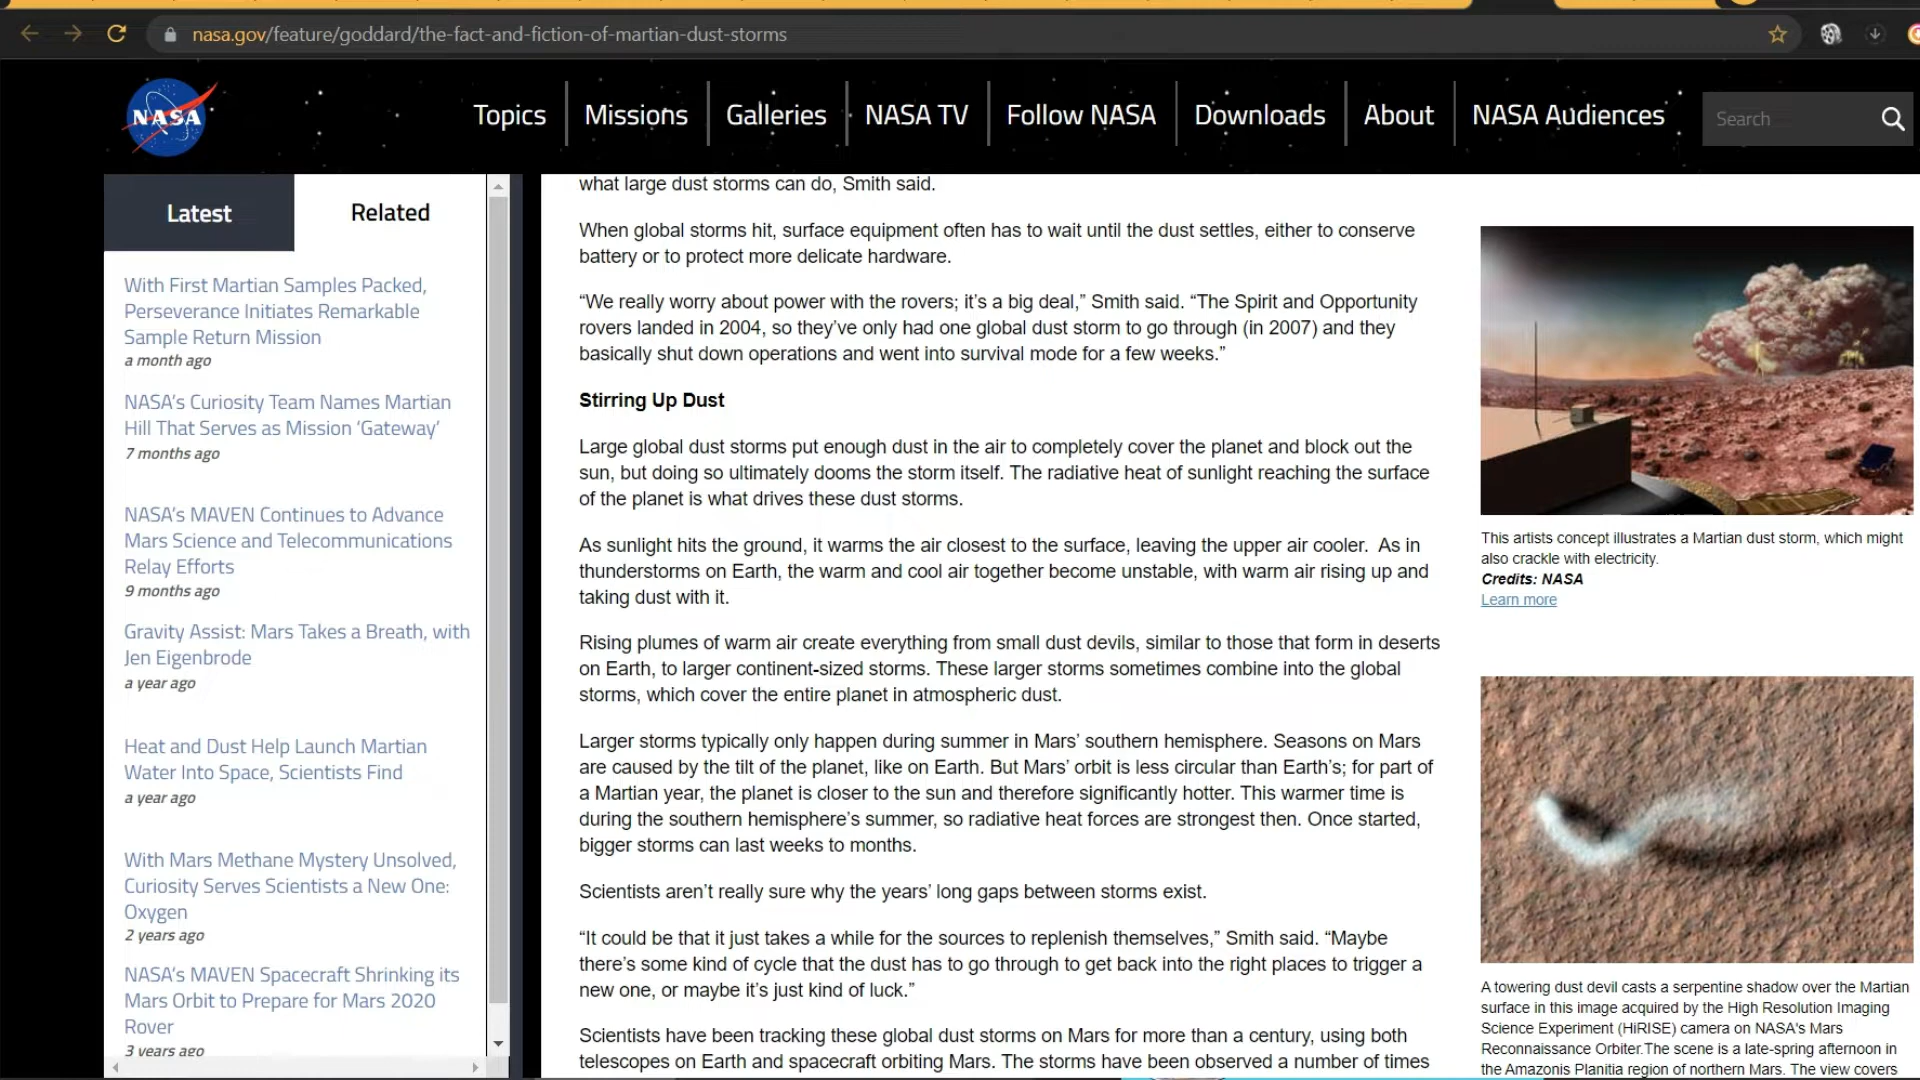 nasa.gov/feature/goddard/the-fact-and-fiction-of-martian-dust-storms
NASA
Topics
Missions
Galleries
NASA TV
Follow NASA
Downloads
About
NASA Audiences
Search
Latest
Related
With First Martian Samples Packed,
Perseverance Initiates Remarkable
Sample Return Mission
a month ago
NASA’s Curiosity Team Names Martian
Hill That Serves as Mission ‘Gateway’
7 months ago
NASA’s MAVEN Continues to Advance
Mars Science and Telecommunications
Relay Efforts
9 months ago
Gravity Assist: Mars Takes a Breath, with
Jen Eigenbrode
a year ago
Heat and Dust Help Launch Martian
Water Into Space, Scientists Find
a year ago
With Mars Methane Mystery Unsolved,
Curiosity Serves Scientists a New One:
Oxygen
2 years ago
NASA’s MAVEN Spacecraft Shrinking its
Mars Orbit to Prepare for Mars 2020
Rover
3 years ago
what large dust storms can do, Smith said.
When global storms hit, surface equipment often has to wait until the dust settles, either to conserve
battery or to protect more delicate hardware.
“We really worry about power with the rovers; it’s a big deal,” Smith said. “The Spirit and Opportunity
rovers landed in 2004, so they’ve only had one global dust storm to go through (in 2007) and they
basically shut down operations and went into survival mode for a few weeks.”
Stirring Up Dust
Large global dust storms put enough dust in the air to completely cover the planet and block out the
sun, but doing so ultimately dooms the storm itself. The radiative heat of sunlight reaching the surface
of the planet is what drives these dust storms.
As sunlight hits the ground, it warms the air closest to the surface, leaving the upper air cooler. As in
thunderstorms on Earth, the warm and cool air together become unstable, with warm air rising up and
taking dust with it.
Rising plumes of warm air create everything from small dust devils, similar to those that form in deserts
on Earth, to larger continent-sized storms. These larger storms sometimes combine into the global
storms, which cover the entire planet in atmospheric dust.
Larger storms typically only happen during summer in Mars’ southern hemisphere. Seasons on Mars
are caused by the tilt of the planet, like on Earth. But Mars’ orbit is less circular than Earth’s; for part of
a Martian year, the planet is closer to the sun and therefore significantly hotter. This warmer time is
during the southern hemisphere’s summer, so radiative heat forces are strongest then. Once started,
bigger storms can last weeks to months.
Scientists aren’t really sure why the years’ long gaps between storms exist.
“It could be that it just takes a while for the sources to replenish themselves,” Smith said. “Maybe
there’s some kind of cycle that the dust has to go through to get back into the right places to trigger a
new one, or maybe it’s just kind of luck.”
Scientists have been tracking these global dust storms on Mars for more than a century, using both
telescopes on Earth and spacecraft orbiting Mars. The storms have been observed a number of times
This artists concept illustrates a Martian dust storm, which might
also crackle with electricity.
Credits: NASA
Learn more
A towering dust devil casts a serpentine shadow over the Martian
surface in this image acquired by the High Resolution Imaging
Science Experiment (HiRISE) camera on NASA's Mars
Reconnaissance Orbiter.The scene is a late-spring afternoon in
the Amazonis Planitia region of northern Mars. The view covers